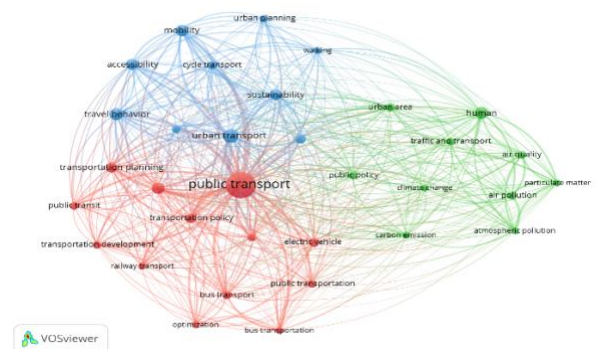 urban planning
mobility
walking
accessibility
cycle transport
sustainability
urban area
travel behavior
human
urban transport
traffic and transport
air quality
transportation planning
public policy
public transport
particulate matter
climate change
air pollution
public transit
transportation policy
atmospheric pollution
carbon emission
transportation development
electric vehicle
railway transport
public transportation
bus transport
optimization
bus transportation
VOSviewer